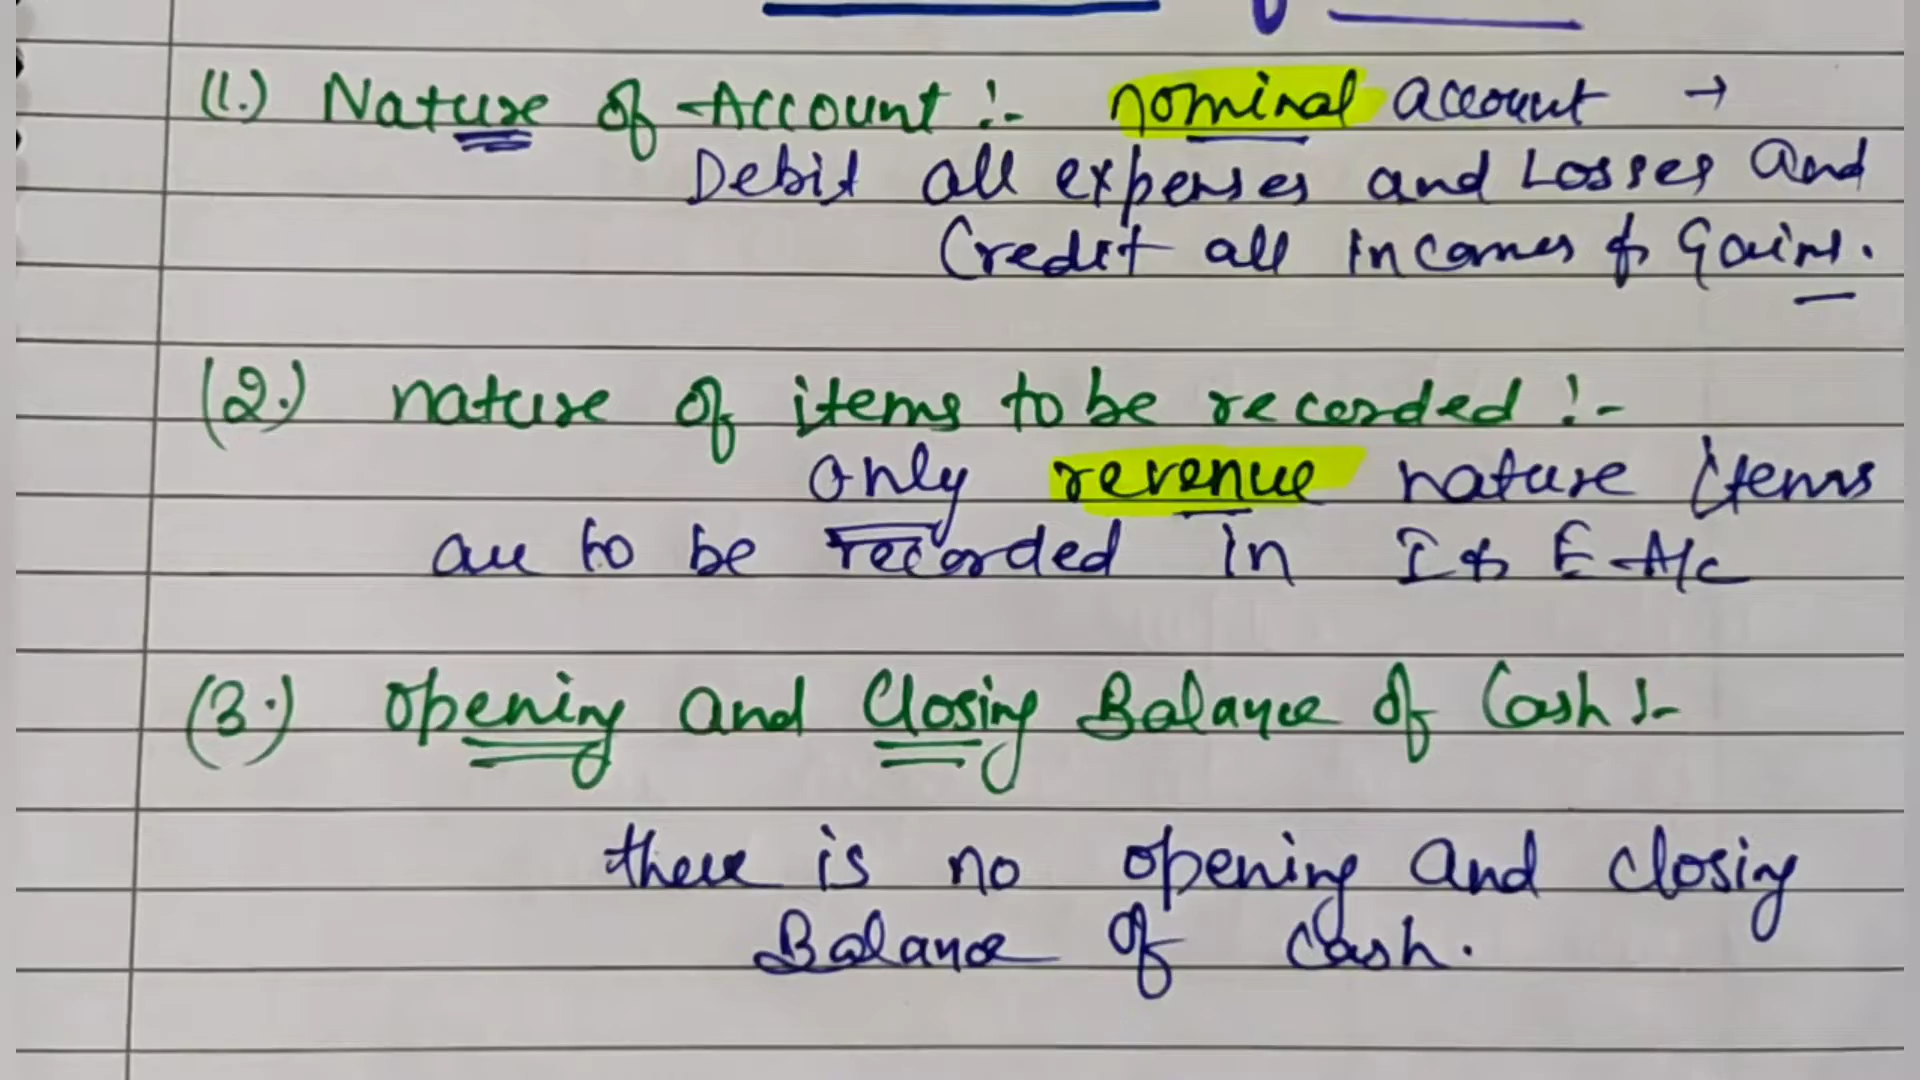 (1.) Nature of Account :- nominal account →
Debit all expenses and Losses and
Credit all incomes & Gains.
(2.) nature of items to be recorded :-
only revenue nature items
are to be recorded in I & E A/c
(3.) opening and Closing Balance of Cash :-
there is no opening and closing
Balance of Cash.